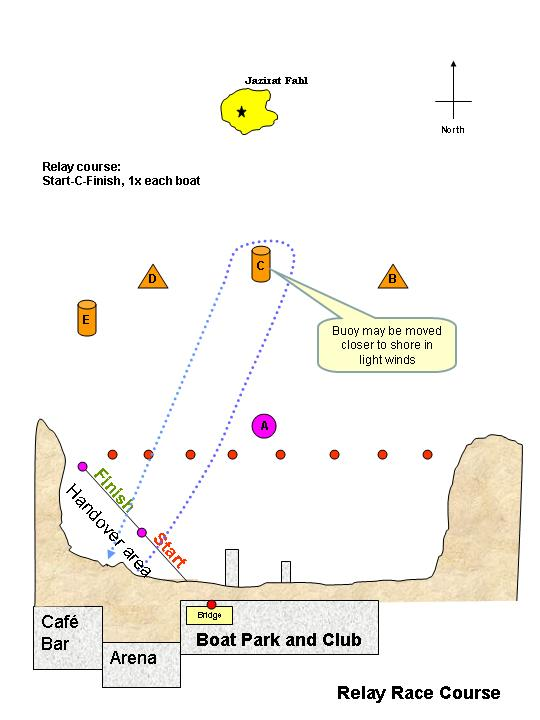 Jazirat Fahl
North
Relay course:
Start-C-Finish, 1x each boat
D
C
B
E
Buoy may be moved
closer to shore in
light winds
A
Finish
Handover area
Start
Bridge
Café
Bar
Arena
Boat Park and Club
Relay Race Course